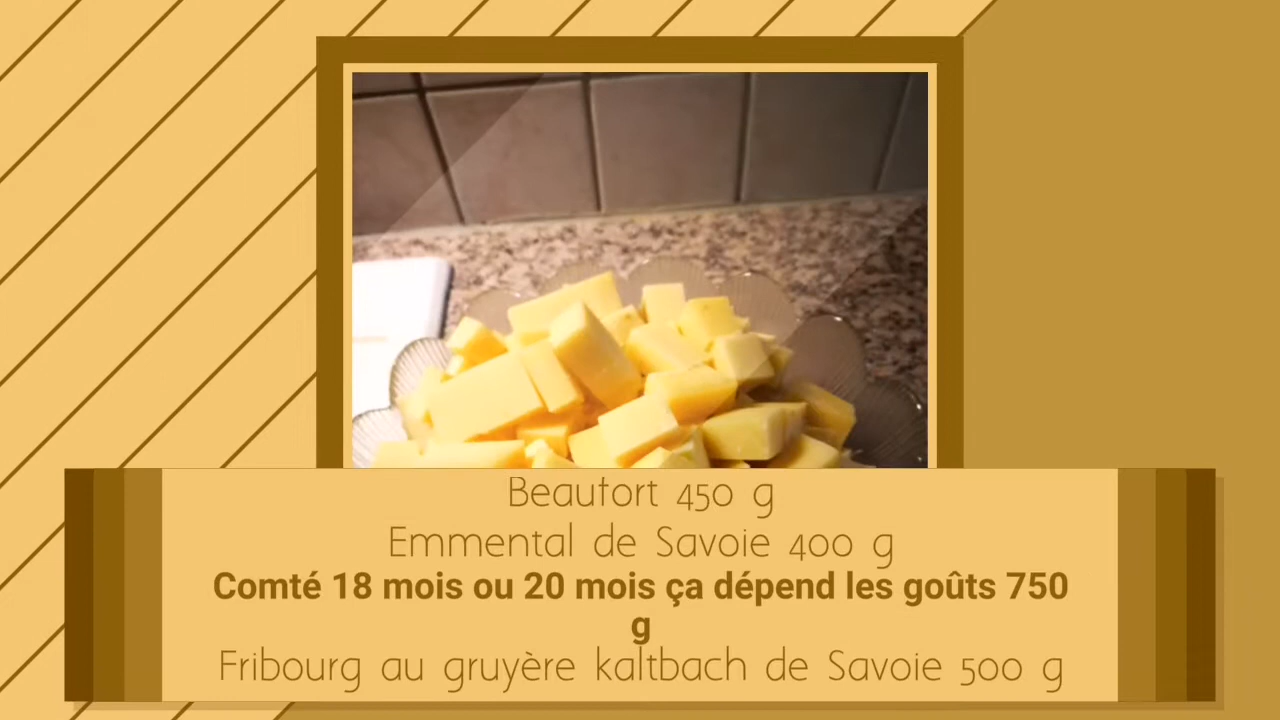 Beaufort 450 g
Emmental de Savoie 400 g
Comté 18 mois ou 20 mois ça dépend les goûts 750
g
Fribourg au gruyère kaltbach de Savoie 500 g